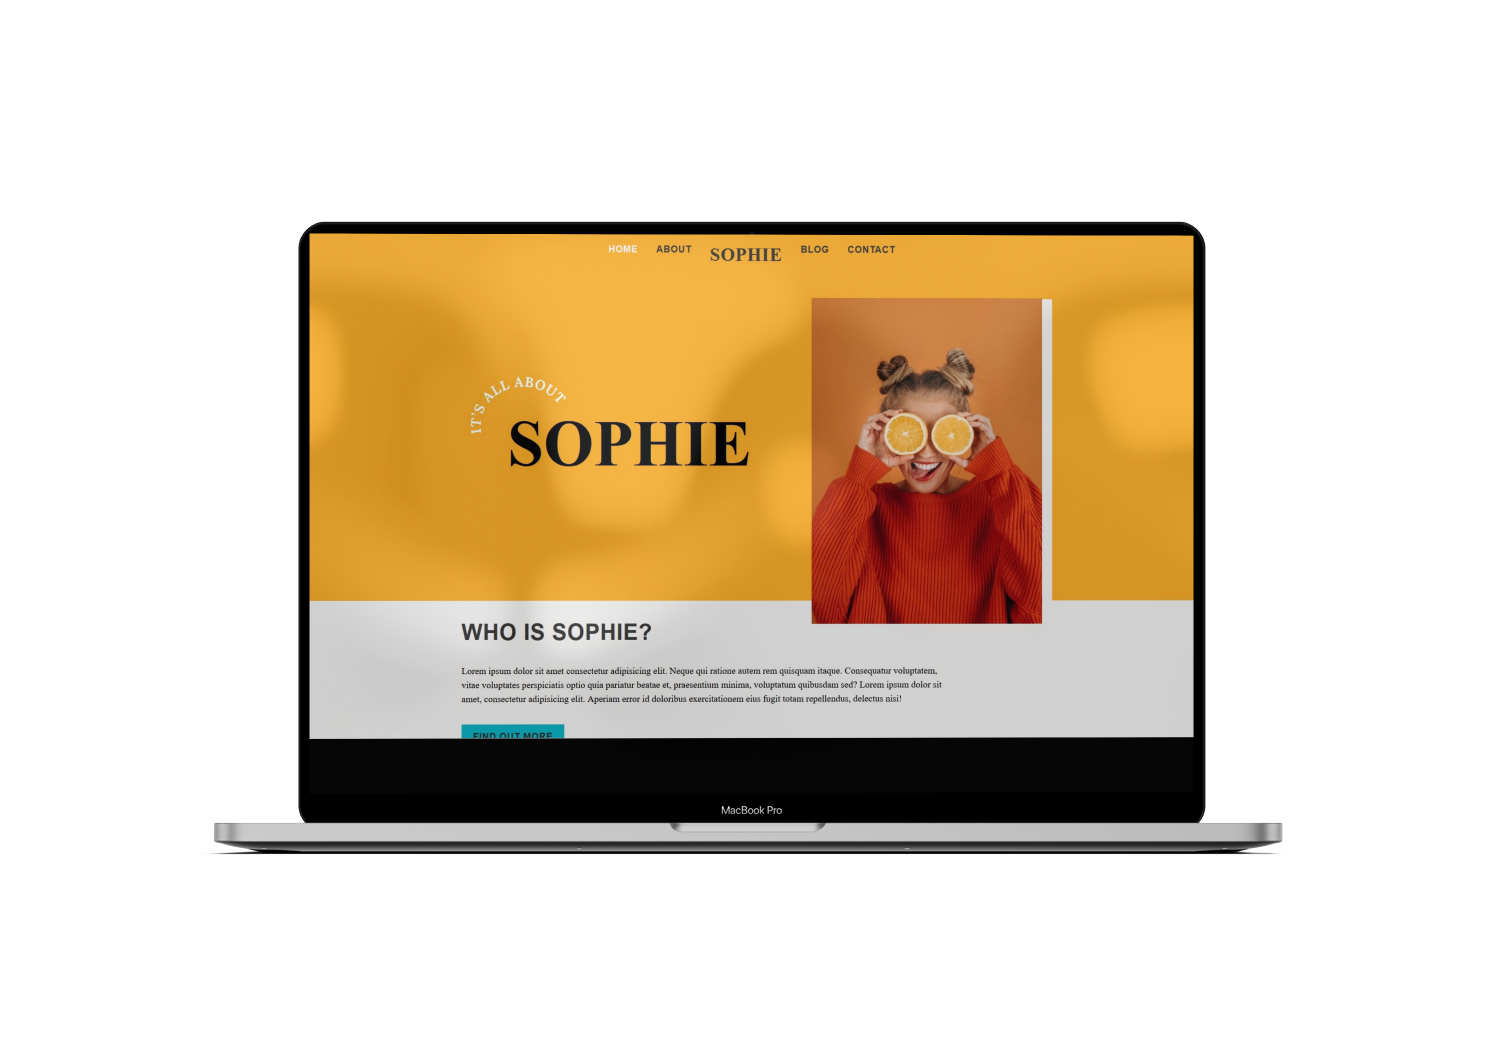 HOME ABOUT SOPHIE BLOG CONTACT
IT'S ALL ABOUT
SOPHIE
WHO IS SOPHIE?
Lorem ipsum dolor sit amet consectetur adipisicing elit. Neque qui ratione autem rem quisquam itaque. Consequatur voluptatem,
vitae voluptates perspiciatis optio quia pariatur beatae et, praesentium minima, voluptatum quibusdam sed? Lorem ipsum dolor sit
amet, consectetur adipisicing elit. Aperiam error id doloribus exercitationem eius fugit totam repellendus, delectus nisi!
FIND OUT MORE
MacBook Pro